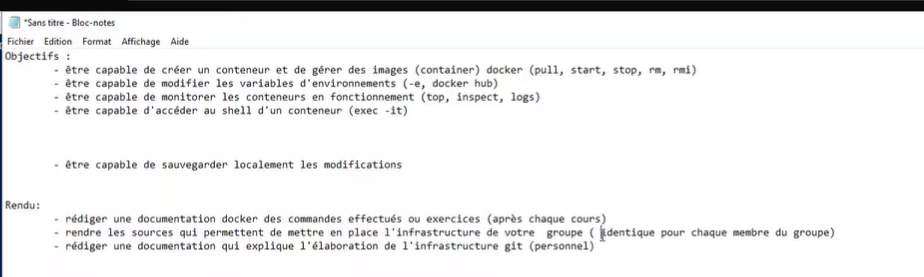 *Sans titre - Bloc-notes
Fichier Edition Format Affichage Aide
Objectifs :
- être capable de créer un conteneur et de gérer des images (container) docker (pull, start, stop, rm, rmi)
- être capable de modifier les variables d'environnements (-e, docker hub)
- être capable de monitorer les conteneurs en fonctionnement (top, inspect, logs)
- être capable d'accéder au shell d'un conteneur (exec -it)
- être capable de sauvegarder localement les modifications
Rendu:
- rédiger une documentation docker des commandes effectués ou exercices (après chaque cours)
- rendre les sources qui permettent de mettre en place l'infrastructure de votre  groupe ( identique pour chaque membre du groupe)
- rédiger une documentation qui explique l'élaboration de l'infrastructure git (personnel)